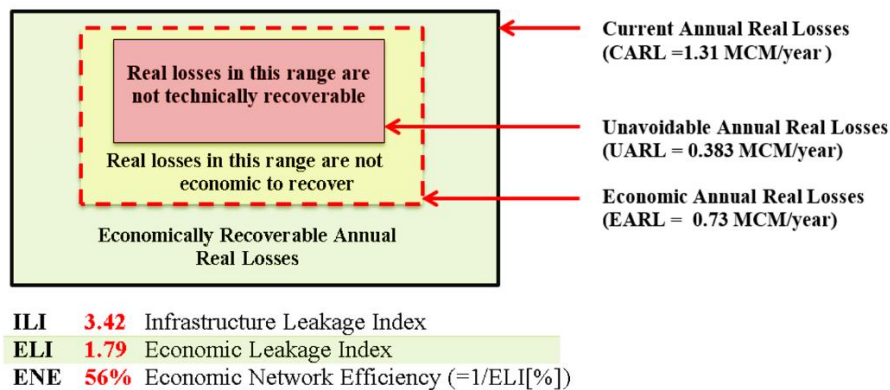 Real losses in this range are
not technically recoverable
Real losses in this range are not
economic to recover
Economically Recoverable Annual
Real Losses
Current Annual Real Losses
(CARL =1.31 MCM/year )
Unavoidable Annual Real Losses
(UARL = 0.383 MCM/year)
Economic Annual Real Losses
(EARL =  0.73 MCM/year)
ILI 3.42 Infrastructure Leakage Index
ELI 1.79 Economic Leakage Index
ENE 56% Economic Network Efficiency (=1/ELI[%])